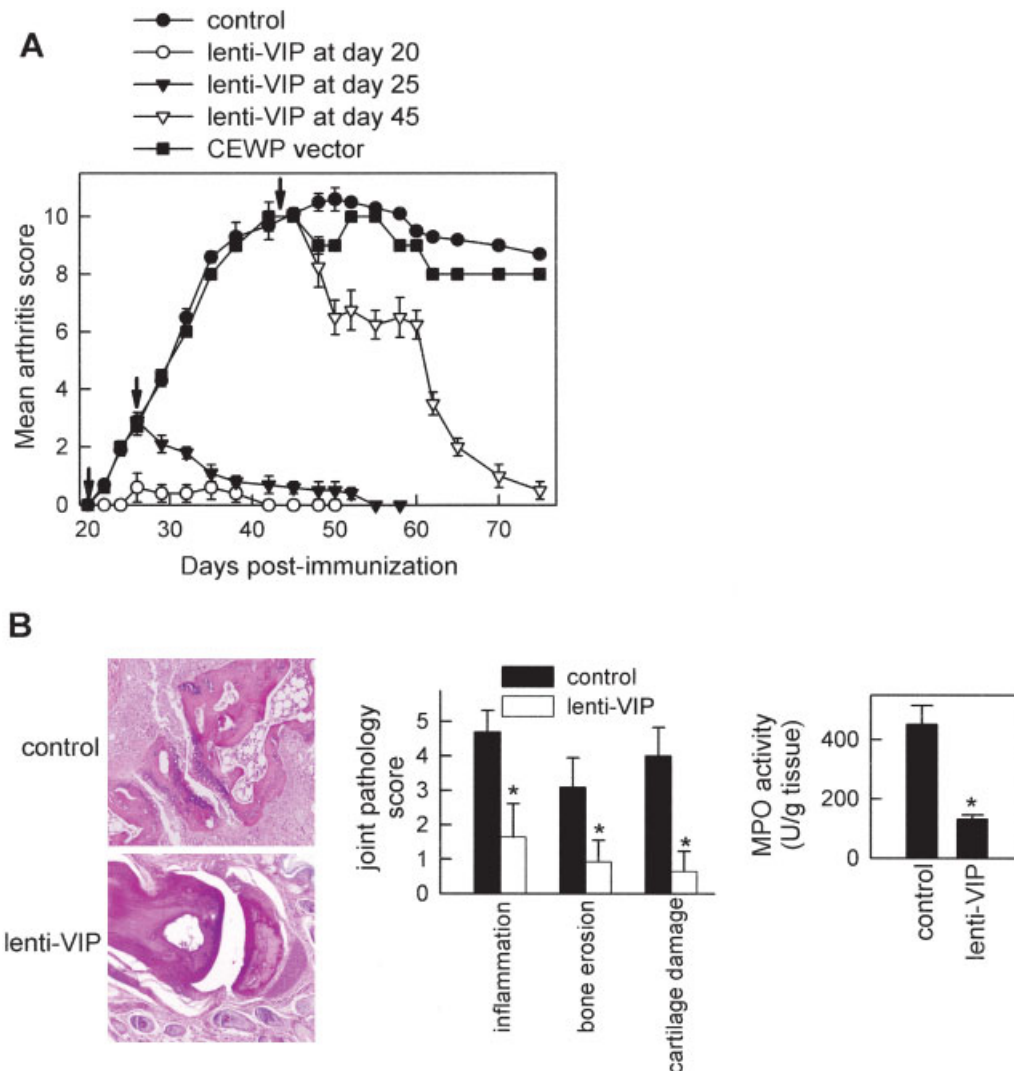 A
control
lenti-VIP at day 20
lenti-VIP at day 25
lenti-VIP at day 45
CEWP vector
Mean arthritis score
10
8
6
4
2
0
20 30 40 50 60 70
Days post-immunization
B
control
lenti-VIP
control
lenti-VIP
joint pathology
score
5
4
3
2
1
0
*
*
*
inflammation
bone erosion
cartilage damage
MPO activity
(U/g tissue)
400
200
0
*
control
lenti-VIP